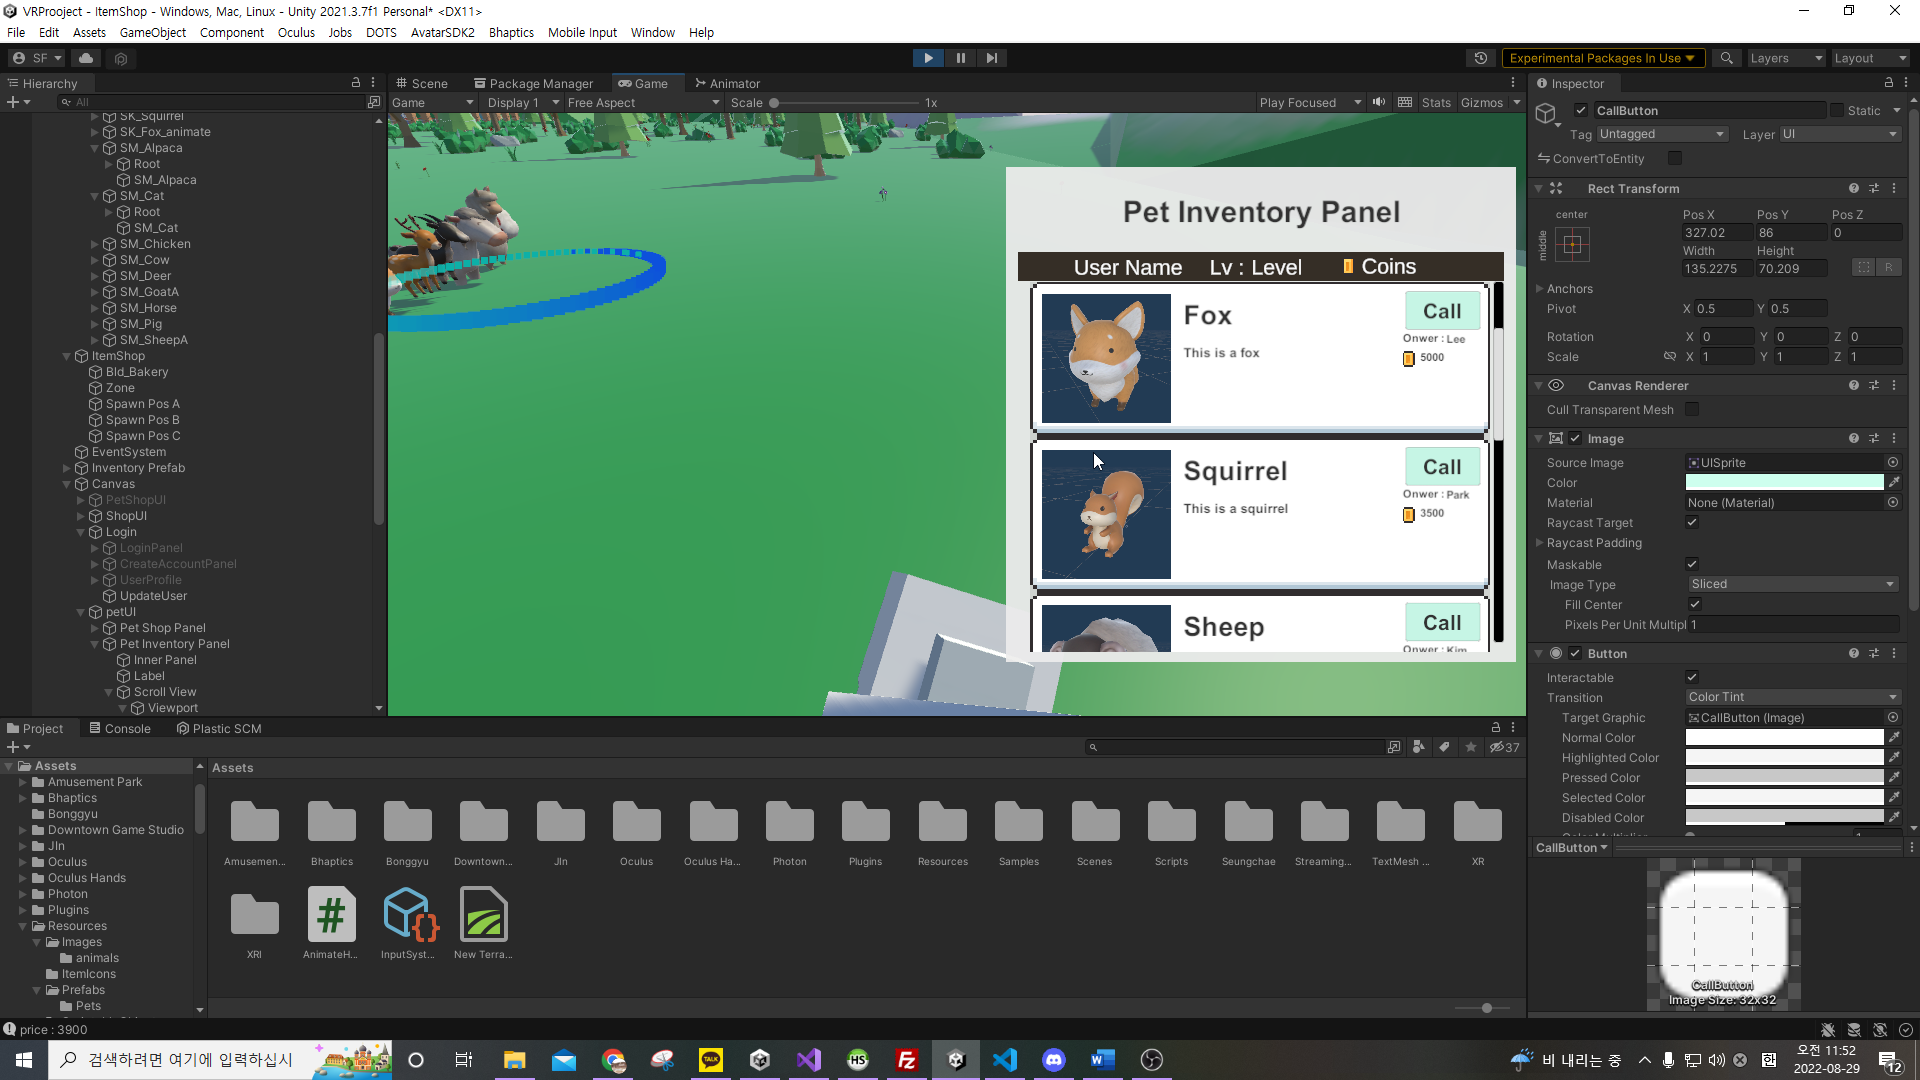 VRProoject - ItemShop - Windows, Mac, Linux - Unity 2021.3.7f1 Personal* <DX11>
File Edit Assets GameObject Component Oculus Jobs DOTS AvatarSDK2 Bhaptics Mobile Input Window Help
SF
Experimental Packages In Use
Layers
Layout
Hierarchy
All
SK_Squirrel
SK_Fox_animate
SM_Alpaca
Root
SM_Alpaca
SM_Cat
Root
SM_Cat
SM_Chicken
SM_Cow
SM_Deer
SM_GoatA
SM_Horse
SM_Pig
SM_SheepA
ItemShop
Bld_Bakery
Zone
Spawn Pos A
Spawn Pos B
Spawn Pos C
EventSystem
Inventory Prefab
Canvas
PetShopUI
ShopUI
Login
LoginPanel
CreateAccountPanel
UserProfile
UpdateUser
petUI
Pet Shop Panel
Pet Inventory Panel
Inner Panel
Label
Scroll View
Viewport
Scene Package Manager Game Animator
Game Display 1 Free Aspect Scale 1x Play Focused Stats Gizmos
Pet Inventory Panel
User Name Lv : Level Coins
Fox
Call
This is a fox
Onwer : Lee
5000
Squirrel
Call
This is a squirrel
Onwer : Park
3500
Sheep
Call
Onwer : Kim
Inspector
CallButton
Static
Tag Untagged Layer UI
ConvertToEntity
Rect Transform
center
middle
Pos X Pos Y Pos Z
327.02 86 0
Width Height
135.2275 70.209
R
Anchors
Pivot X 0.5 Y 0.5
Rotation X 0 Y 0 Z 0
Scale X 1 Y 1 Z 1
Canvas Renderer
Cull Transparent Mesh
Image
Source Image UISprite
Color
Material None (Material)
Raycast Target
Raycast Padding
Maskable
Image Type Sliced
Fill Center
Pixels Per Unit Multipl 1
Button
Interactable
Transition Color Tint
Target Graphic CallButton (Image)
Normal Color
Highlighted Color
Pressed Color
Selected Color
Disabled Color
CallButton
CallButton
Image Size: 32x32
Project Console Plastic SCM
37
Assets
Amusement Park
Bhaptics
Bonggyu
Downtown Game Studio
JIn
Oculus
Oculus Hands
Photon
Plugins
Resources
Images
animals
ItemIcons
Prefabs
Pets
Assets
Amusemen... Bhaptics Bonggyu Downtown... JIn Oculus Oculus Ha... Photon Plugins Resources Samples Scenes Scripts Seungchae Streaming... TextMesh ... XR
XRI AnimateH... InputSyst... New Terra...
price : 3900
검색하려면 여기에 입력하십시
비 내리는 중
오전 11:52
2022-08-29
12